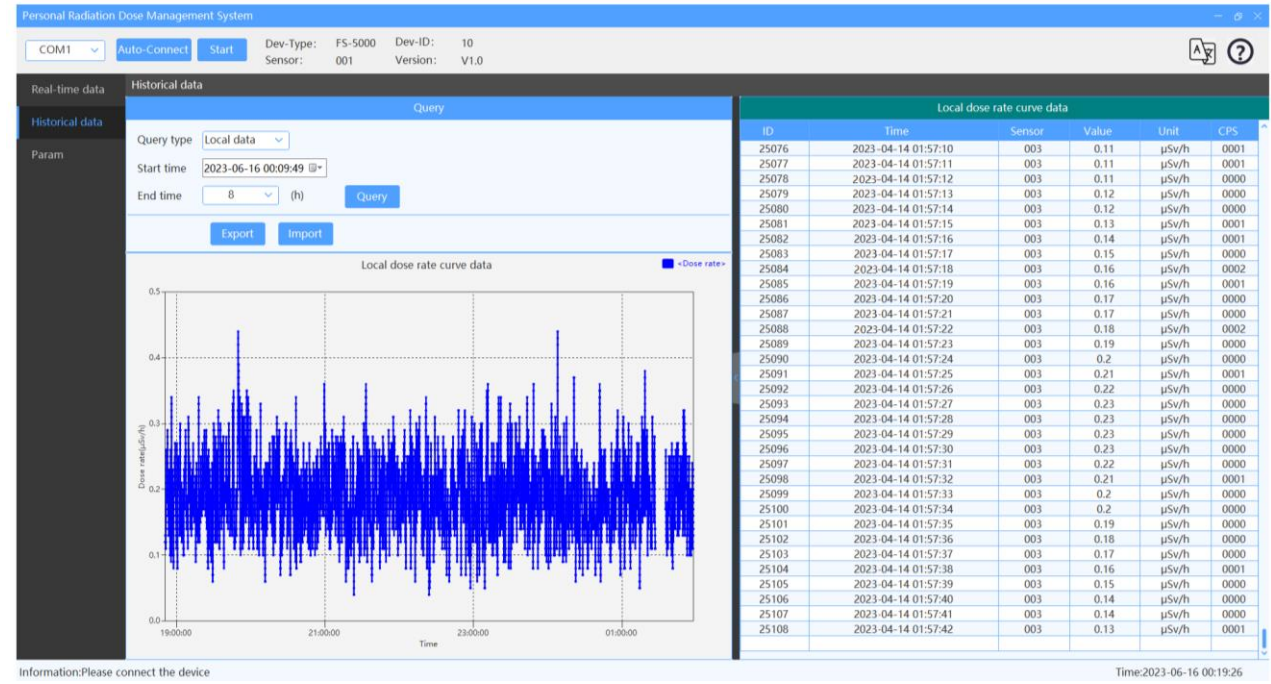 Personal Radiation Dose Management System
COM1 Auto-Connect Start Dev-Type: FS-5000 Dev-ID: 10
Sensor: 001 Version: V1.0
Real-time data
Historical data
Param
Historical data
Query
Query type Local data
Start time 2023-06-16 00:09:49
End time 8 (h) Query
Export Import
Local dose rate curve data
<Dose rate>
Dose rate(μSv/h)
0.5
0.4
0.3
0.2
0.1
0.0
19:00:00 21:00:00 23:00:00 01:00:00
Time
Local dose rate curve data
ID Time Sensor Value Unit CPS
25076 2023-04-14 01:57:10 003 0.11 μSv/h 0001
25077 2023-04-14 01:57:11 003 0.11 μSv/h 0001
25078 2023-04-14 01:57:12 003 0.11 μSv/h 0000
25079 2023-04-14 01:57:13 003 0.12 μSv/h 0000
25080 2023-04-14 01:57:14 003 0.12 μSv/h 0000
25081 2023-04-14 01:57:15 003 0.13 μSv/h 0001
25082 2023-04-14 01:57:16 003 0.14 μSv/h 0001
25083 2023-04-14 01:57:17 003 0.15 μSv/h 0000
25084 2023-04-14 01:57:18 003 0.16 μSv/h 0002
25085 2023-04-14 01:57:19 003 0.16 μSv/h 0001
25086 2023-04-14 01:57:20 003 0.17 μSv/h 0000
25087 2023-04-14 01:57:21 003 0.17 μSv/h 0000
25088 2023-04-14 01:57:22 003 0.18 μSv/h 0002
25089 2023-04-14 01:57:23 003 0.19 μSv/h 0000
25090 2023-04-14 01:57:24 003 0.2 μSv/h 0000
25091 2023-04-14 01:57:25 003 0.21 μSv/h 0001
25092 2023-04-14 01:57:26 003 0.22 μSv/h 0000
25093 2023-04-14 01:57:27 003 0.23 μSv/h 0000
25094 2023-04-14 01:57:28 003 0.23 μSv/h 0000
25095 2023-04-14 01:57:29 003 0.23 μSv/h 0000
25096 2023-04-14 01:57:30 003 0.23 μSv/h 0000
25097 2023-04-14 01:57:31 003 0.22 μSv/h 0000
25098 2023-04-14 01:57:32 003 0.21 μSv/h 0001
25099 2023-04-14 01:57:33 003 0.2 μSv/h 0000
25100 2023-04-14 01:57:34 003 0.2 μSv/h 0000
25101 2023-04-14 01:57:35 003 0.19 μSv/h 0000
25102 2023-04-14 01:57:36 003 0.18 μSv/h 0000
25103 2023-04-14 01:57:37 003 0.17 μSv/h 0000
25104 2023-04-14 01:57:38 003 0.16 μSv/h 0001
25105 2023-04-14 01:57:39 003 0.15 μSv/h 0000
25106 2023-04-14 01:57:40 003 0.14 μSv/h 0000
25107 2023-04-14 01:57:41 003 0.14 μSv/h 0000
25108 2023-04-14 01:57:42 003 0.13 μSv/h 0001
Information:Please connect the device
Time:2023-06-16 00:19:26